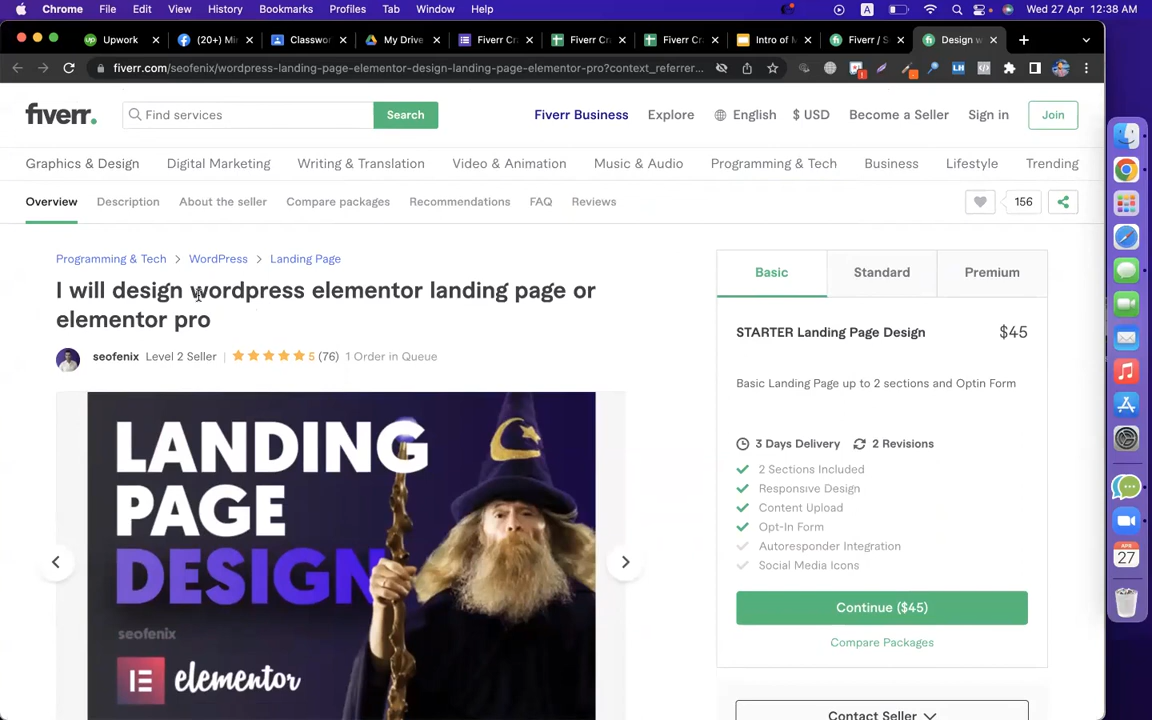 Chrome File Edit View History Bookmarks Profiles Tab Window Help A Wed 27 Apr 12:38 AM
Upwork (20+) Mi Classwo My Drive Fiverr Cr Fiverr Cr Fiverr Cr Intro of M Fiverr / S Design w
fiverr.com/seofenix/wordpress-landing-page-elementor-design-landing-page-elementor-pro?context_referrer...
fiverr. Find services Search Fiverr Business Explore English $ USD Become a Seller Sign in Join
Graphics & Design Digital Marketing Writing & Translation Video & Animation Music & Audio Programming & Tech Business Lifestyle Trending
Overview Description About the seller Compare packages Recommendations FAQ Reviews 156
Programming & Tech > WordPress > Landing Page
I will design wordpress elementor landing page or
elementor pro
seofenix Level 2 Seller 5 (76) 1 Order in Queue
LANDING
PAGE
DESIGN
seofenix
elementor
Basic Standard Premium
STARTER Landing Page Design $45
Basic Landing Page up to 2 sections and Optin Form
3 Days Delivery 2 Revisions
2 Sections Included
Responsive Design
Content Upload
Opt-In Form
Autoresponder Integration
Social Media Icons
Continue ($45)
Compare Packages
Contact Seller
APR
27